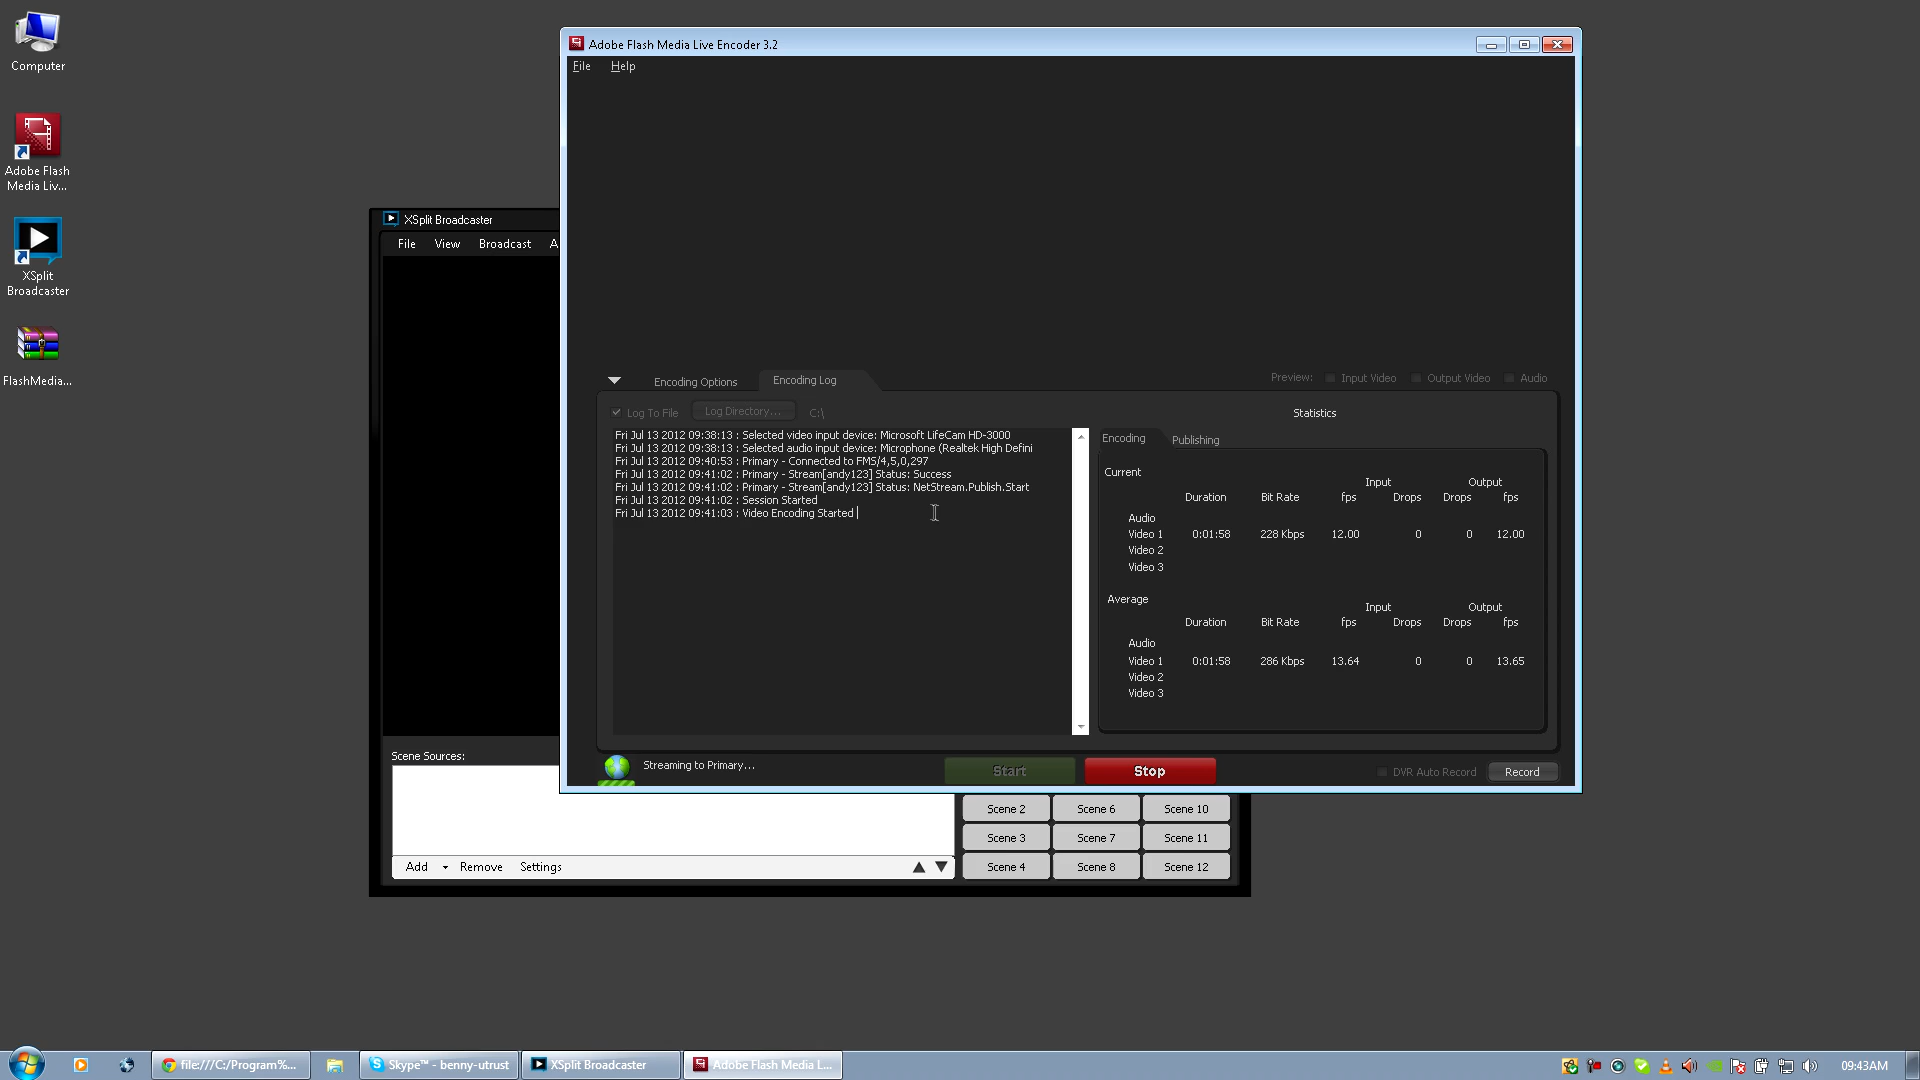 Computer
Adobe Flash
Media Liv...
XSplit
Broadcaster
FlashMedia...
XSplit Broadcaster
File View Broadcast A
Scene Sources:
Add Remove Settings
Scene 2 Scene 6 Scene 10
Scene 3 Scene 7 Scene 11
Scene 4 Scene 8 Scene 12
Adobe Flash Media Live Encoder 3.2
File Help
Encoding Options Encoding Log
Preview: Input Video Output Video Audio
Log To File Log Directory... C:\
Fri Jul 13 2012 09:38:13 : Selected video input device: Microsoft LifeCam HD-3000
Fri Jul 13 2012 09:38:13 : Selected audio input device: Microphone (Realtek High Defini
Fri Jul 13 2012 09:40:53 : Primary - Connected to FMS/4,5,0,297
Fri Jul 13 2012 09:41:02 : Primary - Stream[andy123] Status: Success
Fri Jul 13 2012 09:41:02 : Primary - Stream[andy123] Status: NetStream.Publish.Start
Fri Jul 13 2012 09:41:02 : Session Started
Fri Jul 13 2012 09:41:03 : Video Encoding Started
Statistics
Encoding Publishing
Current
Input Output
Duration Bit Rate fps Drops Drops fps
Audio
Video 1 0:01:58 228 Kbps 12.00 0 0 12.00
Video 2
Video 3
Average
Input Output
Duration Bit Rate fps Drops Drops fps
Audio
Video 1 0:01:58 286 Kbps 13.64 0 0 13.65
Video 2
Video 3
Streaming to Primary...
Start Stop
DVR Auto Record Record
file:///C:/Program%... Skype™ - benny-utrust XSplit Broadcaster Adobe Flash Media L... 09:43AM